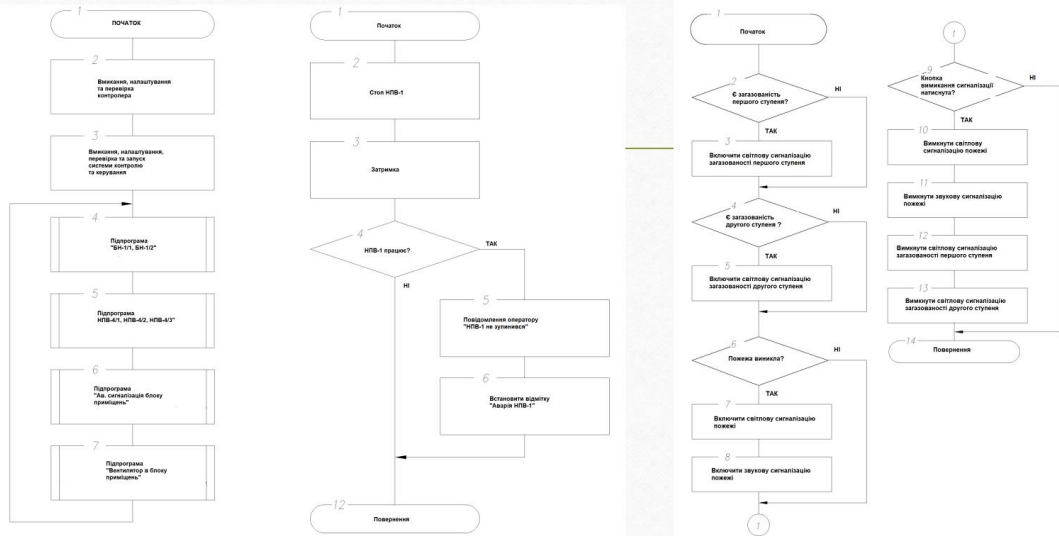 1
ПОЧАТОК
2
Вмикання, налаштування
та перевірка
контролера
3
Вмикання, налаштування,
перевірка та запуск
системи контролю
та керування
4
Підпрограма
"БН-1/1, БН-1/2"
5
Підпрограма
НПВ-4/1, НПВ-4/2, НПВ-4/3"
6
Підпрограма
"Ав. сигналізація блоку
приміщень"
7
Підпрограма
"Вентилятор в блоку
приміщень"
1
Початок
2
Стоп НПВ-1
3
Затримка
4
НПВ-1 працює?
ТАК
НІ
5
Повідомлення оператору
"НПВ-1 не зупинився"
6
Встановити відмітку
"Аварія НПВ-1"
12
Повернення
1
Початок
2
Є загазованість
першого ступеня?
НІ
ТАК
3
Включити світлову сигналізацію
загазованості першого ступеня
4
Є загазованість
другого ступеня ?
НІ
ТАК
5
Включити світлову сигналізацію
загазованості другого ступеня
6
Пожежа виникла?
НІ
ТАК
7
Включити світлову сигналізацію
пожежі
8
Включити звукову сигналізацію
пожежі
1
1
9
Кнопка
вимикання сигналізації
натиснута?
НІ
ТАК
10
Вимкнути світлову
сигналізацію пожежі
11
Вимкнути звукову сигналізацію
пожежі
12
Вимкнути світлову сигналізацію
загазованості першого ступеня
13
Вимкнути світлову сигналізацію
загазованості другого ступеня
14
Повернення